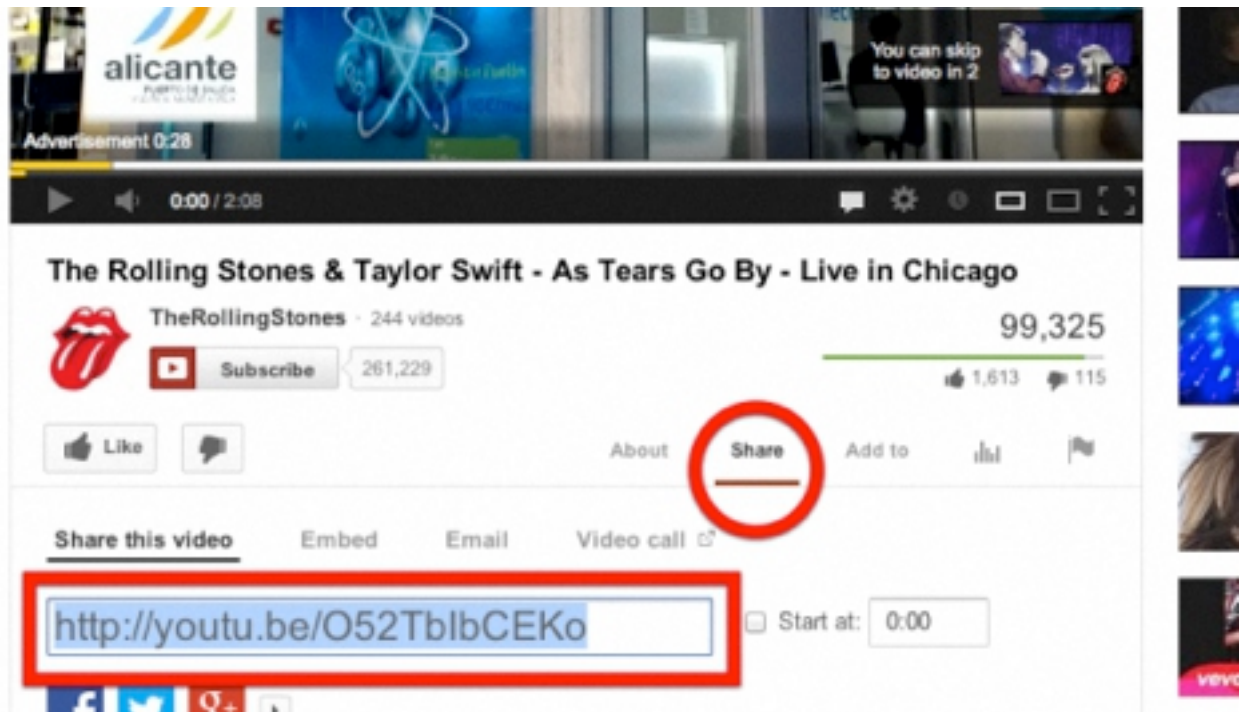 alicante
You can skip
to video in 2
Advertisement 0:28
0:00 / 2:08
The Rolling Stones & Taylor Swift - As Tears Go By - Live in Chicago
TheRollingStones · 244 videos
99,325
Subscribe 261,229
1,613 115
Like About Share Add to
Share this video Embed Email Video call
http://youtu.be/O52TbIbCEKo
Start at: 0:00
vevo